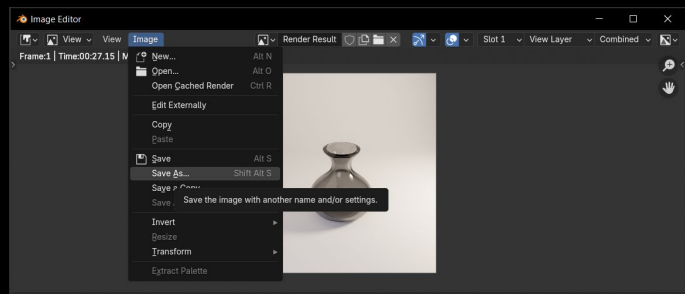 Image Editor
View View Image Render Result Slot 1 View Layer Combined
Frame:1 | Time:00:27.15 | M
New... Alt N
Open... Alt O
Open Cached Render Ctrl R
Edit Externally
Copy
Paste
Save Alt S
Save As... Shift Alt S
Save a Copy
Save
Save the image with another name and/or settings.
Invert
Resize
Transform
Extract Palette